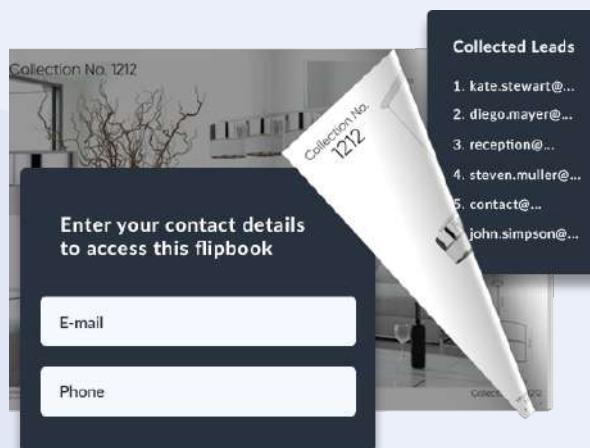 Collection No. 1212
Collection No.
1212
Enter your contact details
to access this flipbook
E-mail
Phone
Collected Leads
1. kate.stewart@...
2. diego.mayer@...
3. reception@...
4. steven.muller@...
5. contact@...
john.simpson@...